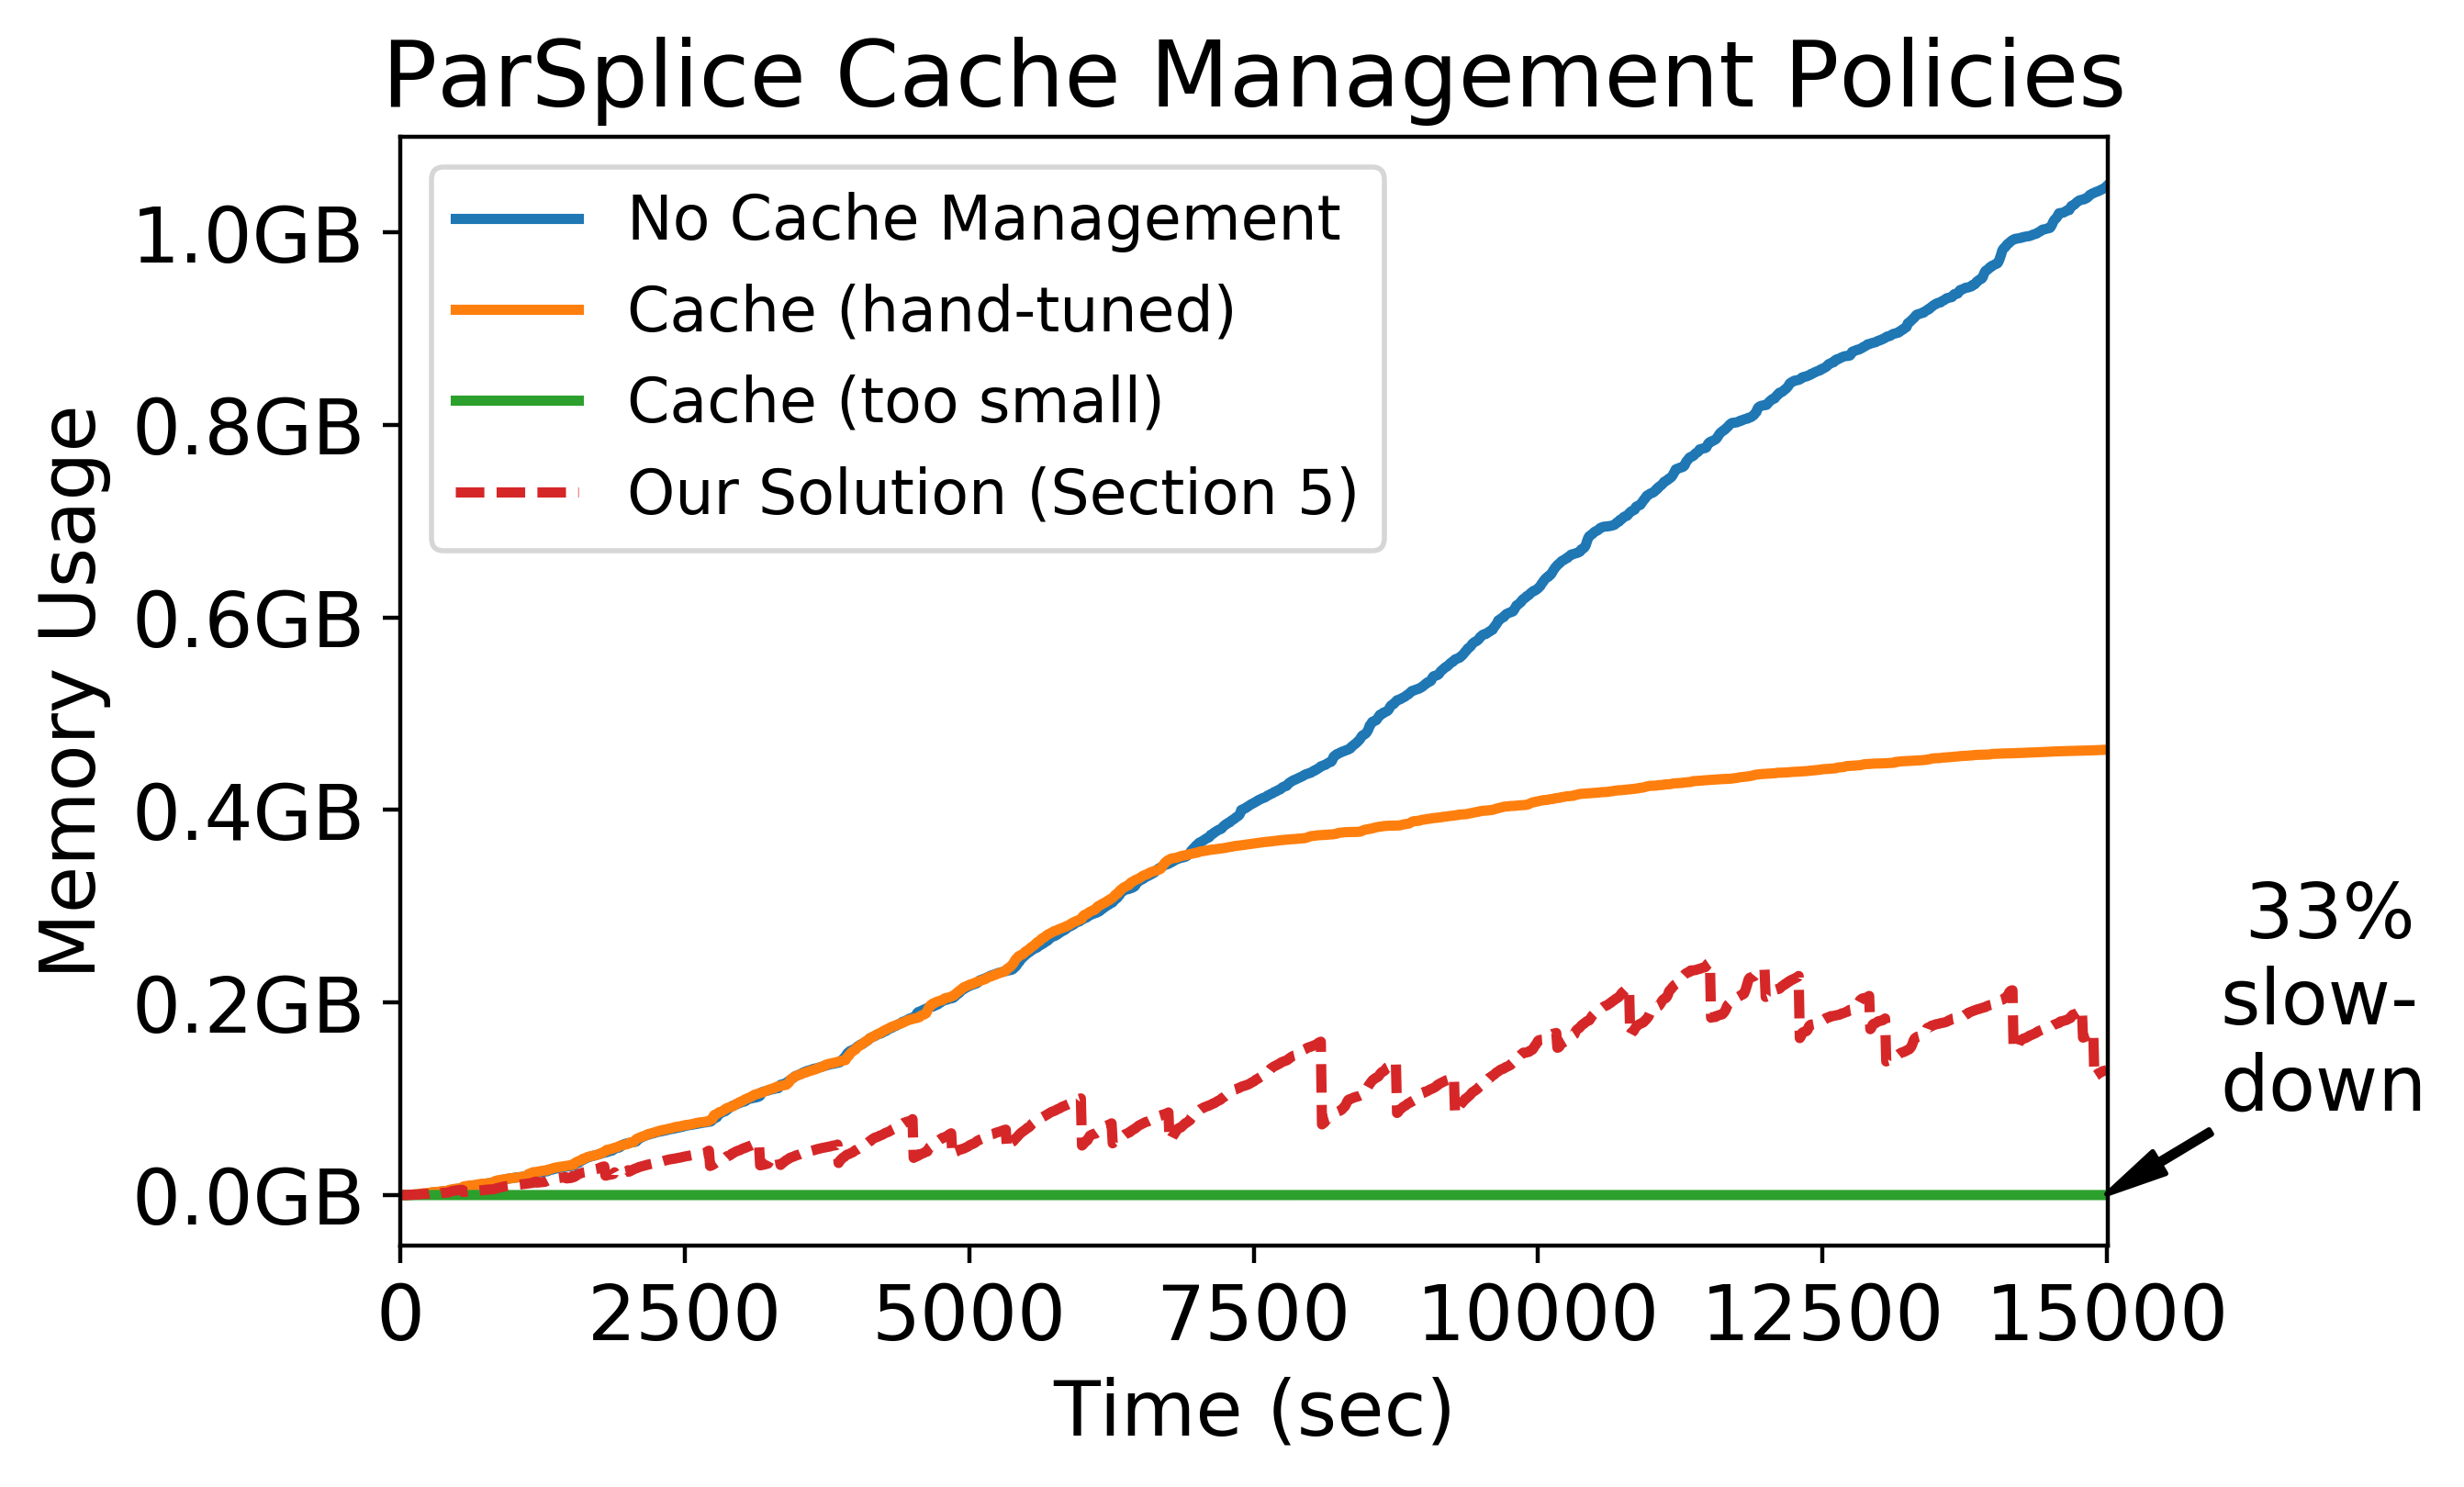 ParSplice Cache Management Policies
No Cache Management
Cache (hand-tuned)
Cache (too small)
Our Solution (Section 5)
Memory Usage
1.0GB
0.8GB
0.6GB
0.4GB
0.2GB
0.0GB
33%
slow-
down
0 2500 5000 7500 10000 12500 15000
Time (sec)